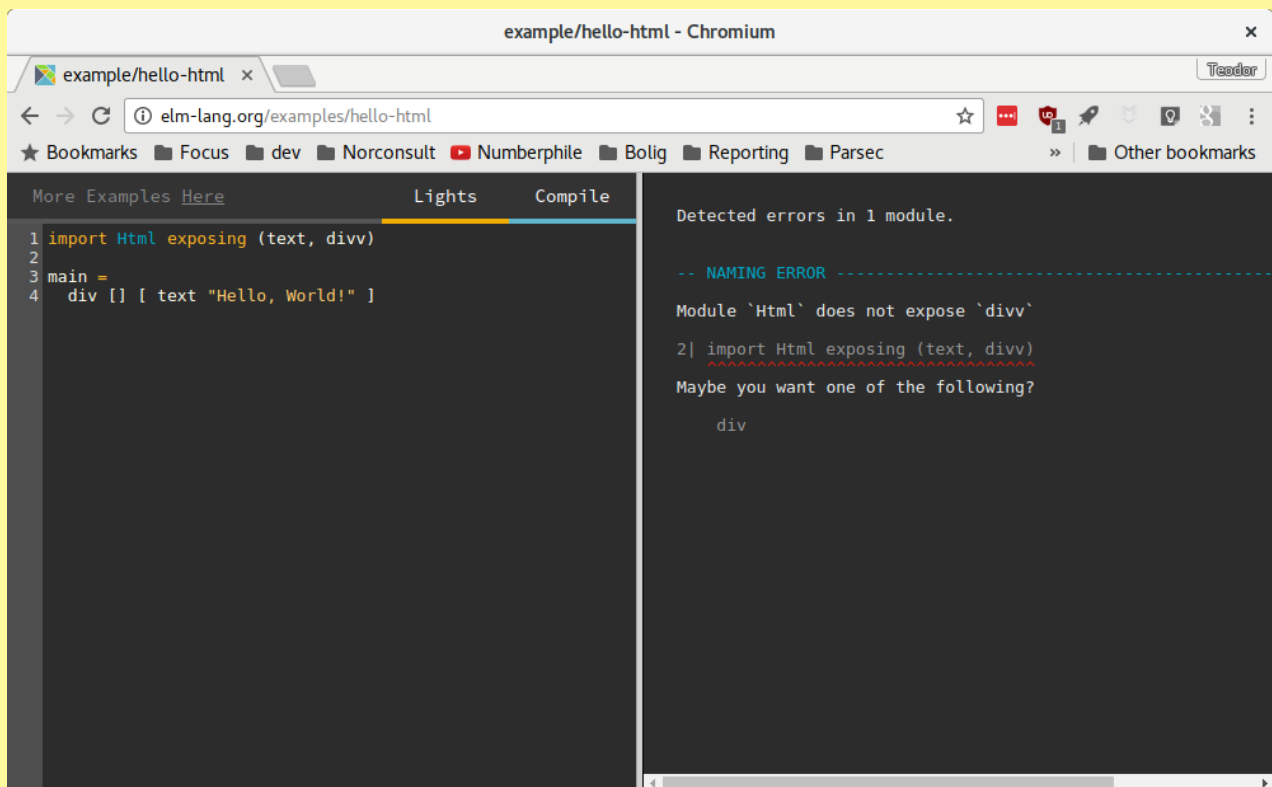 example/hello-html - Chromium
example/hello-html
Teodor
elm-lang.org/examples/hello-html
1
Bookmarks Focus dev Norconsult Numberphile Bolig Reporting Parsec » Other bookmarks
More Examples Here Lights Compile
1 import Html exposing (text, divv)
2
3 main =
4   div [] [ text "Hello, World!" ]
Detected errors in 1 module.
-- NAMING ERROR --------------------------------------------
Module `Html` does not expose `divv`
2| import Html exposing (text, divv)
Maybe you want one of the following?
    div